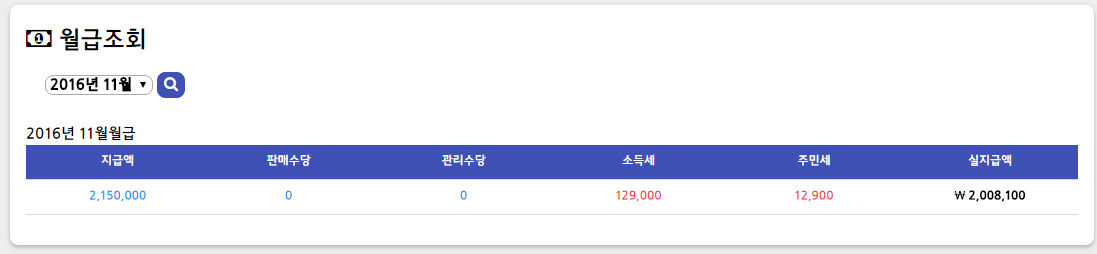 월급조회
2016년 11월
2016년 11월월급
지급액 판매수당 관리수당 소득세 주민세 실지급액
2,150,000 0 0 129,000 12,900 ₩ 2,008,100